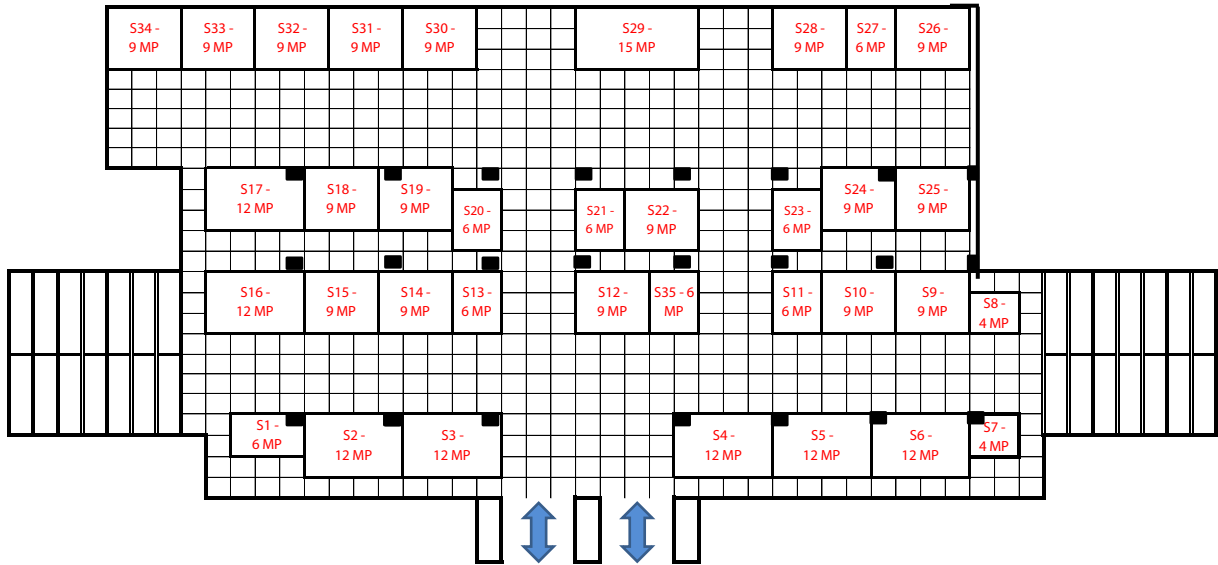 S34 -
9 MP
S33 -
9 MP
S32 -
9 MP
S31 -
9 MP
S30 -
9 MP
S29 -
15 MP
S28 -
9 MP
S27 -
6 MP
S26 -
9 MP
S17 -
12 MP
S18 -
9 MP
S19 -
9 MP
S20 -
6 MP
S21 -
6 MP
S22 -
9 MP
S23 -
6 MP
S24 -
9 MP
S25 -
9 MP
S16 -
12 MP
S15 -
9 MP
S14 -
9 MP
S13 -
6 MP
S12 -
9 MP
S35 - 6
MP
S11 -
6 MP
S10 -
9 MP
S9 -
9 MP
S8 -
4 MP
S1 -
6 MP
S2 -
12 MP
S3 -
12 MP
S4 -
12 MP
S5 -
12 MP
S6 -
12 MP
S7 -
4 MP